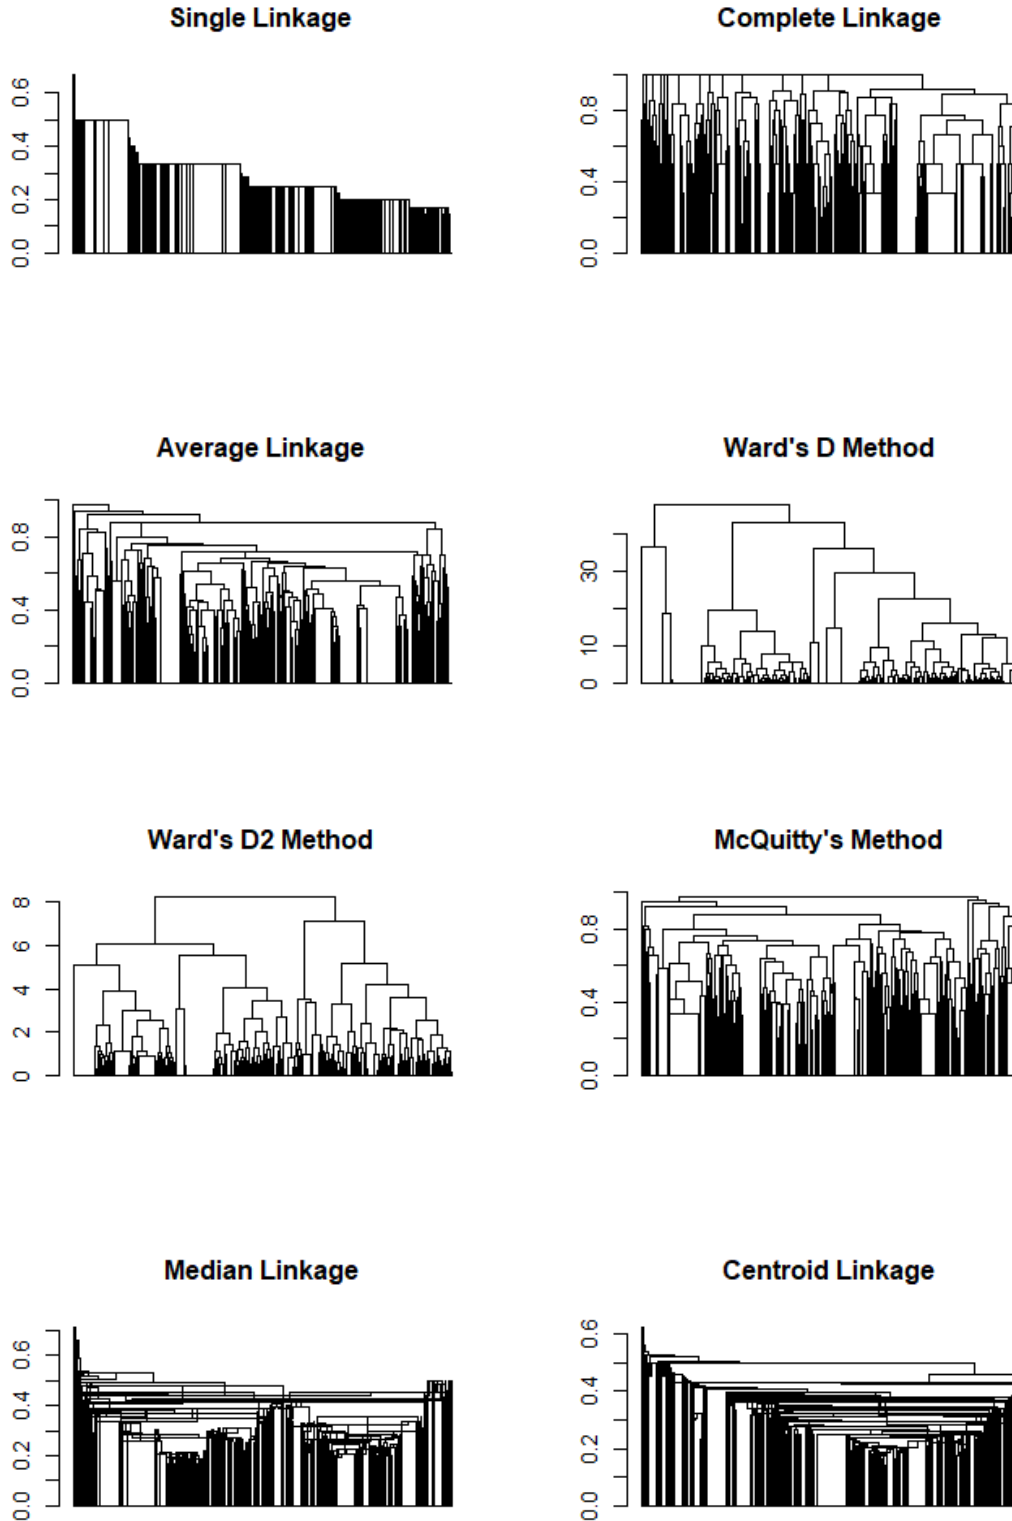 Single Linkage
0.0 0.2 0.4 0.6
Complete Linkage
0.0 0.4 0.8
Average Linkage
0.0 0.4 0.8
Ward's D Method
0 10 30
Ward's D2 Method
0 2 4 6 8
McQuitty's Method
0.0 0.4 0.8
Median Linkage
0.0 0.2 0.4 0.6
Centroid Linkage
0.0 0.2 0.4 0.6